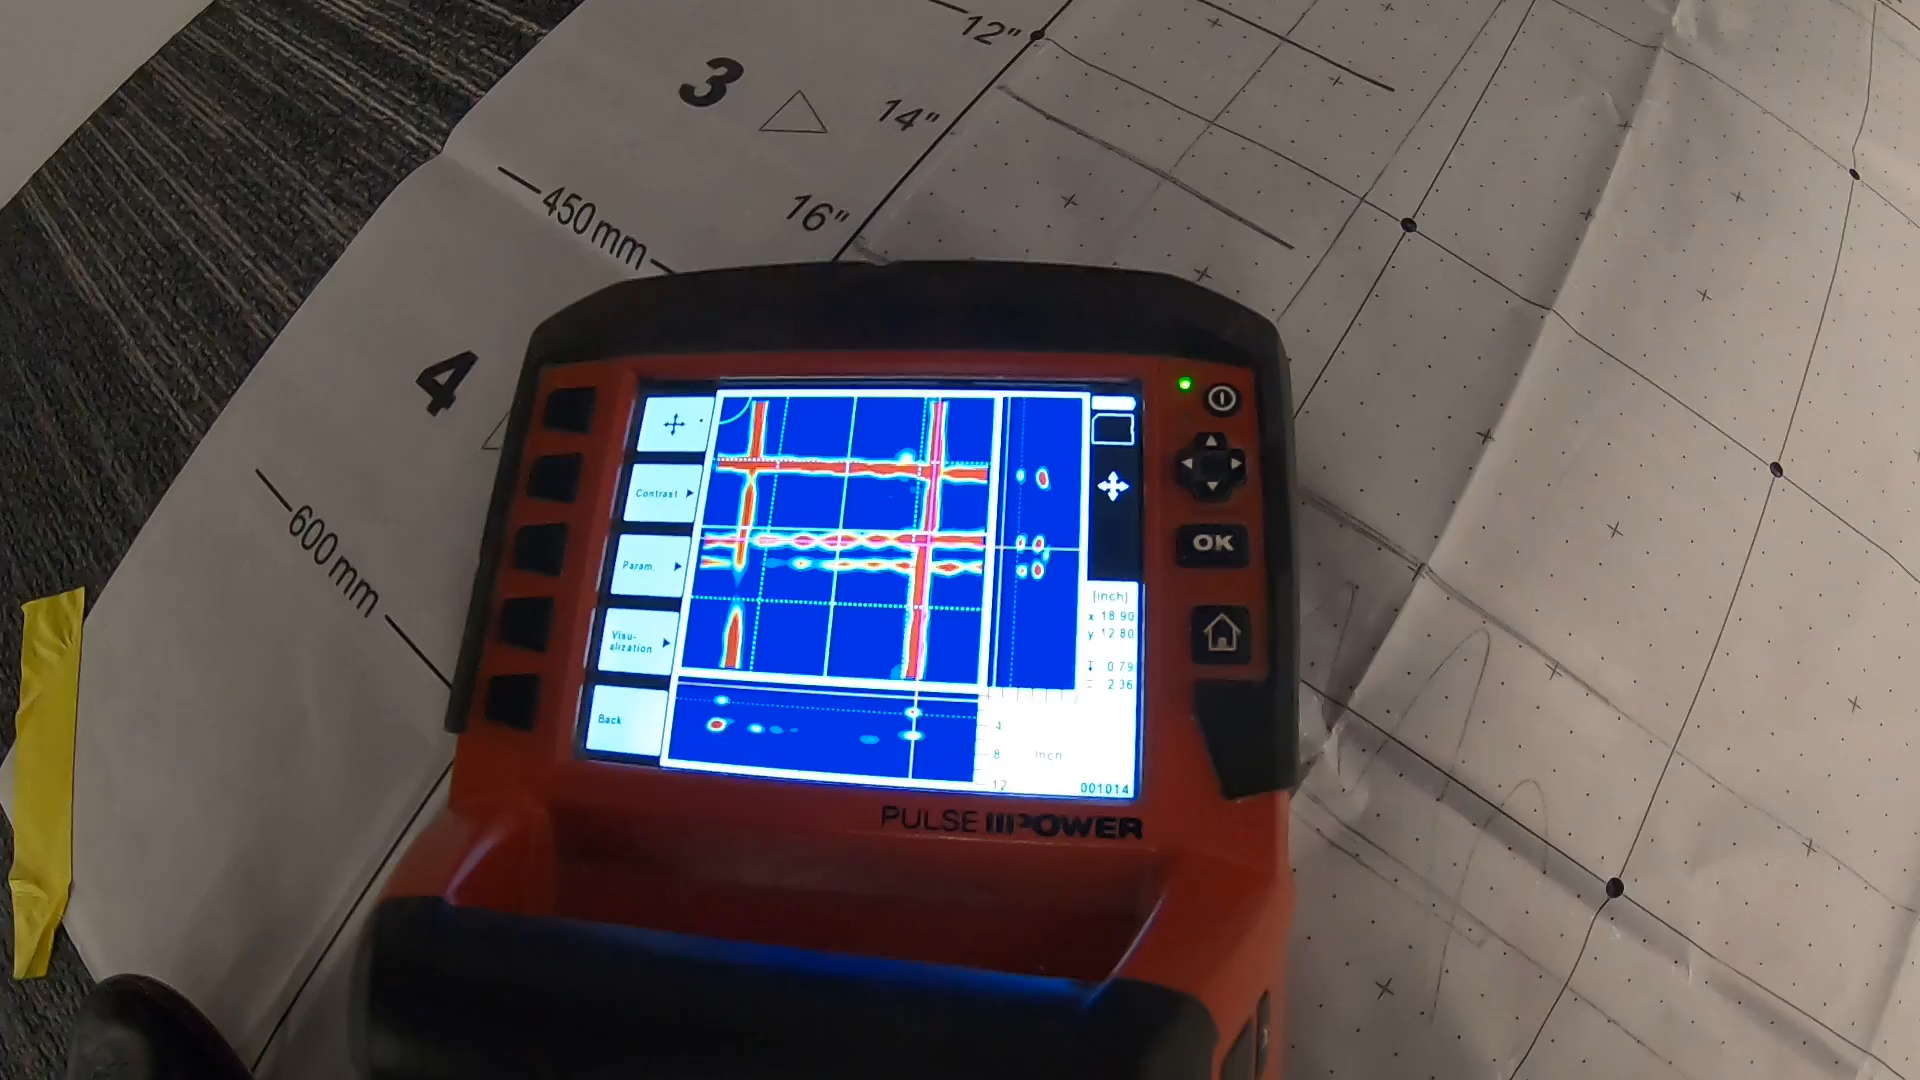 12"
3
14"
16"
450mm
4
600mm
Contrast
Param.
Visu-
alization
Back
OK
[Inch]
x 18.90
y 12.80
0.79
2.36
4
8 Inch
12
001014
PULSE POWER